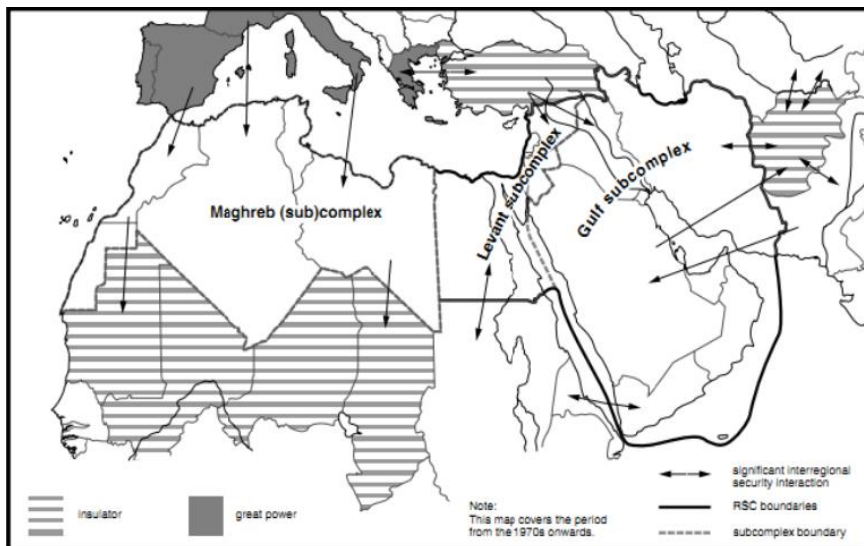 Maghreb (sub)complex
Levant subcomplex
Gulf subcomplex
insulator
great power
Note:
This map covers the period
from the 1970s onwards.
significant interregional
security interaction
RSC boundaries
subcomplex boundary